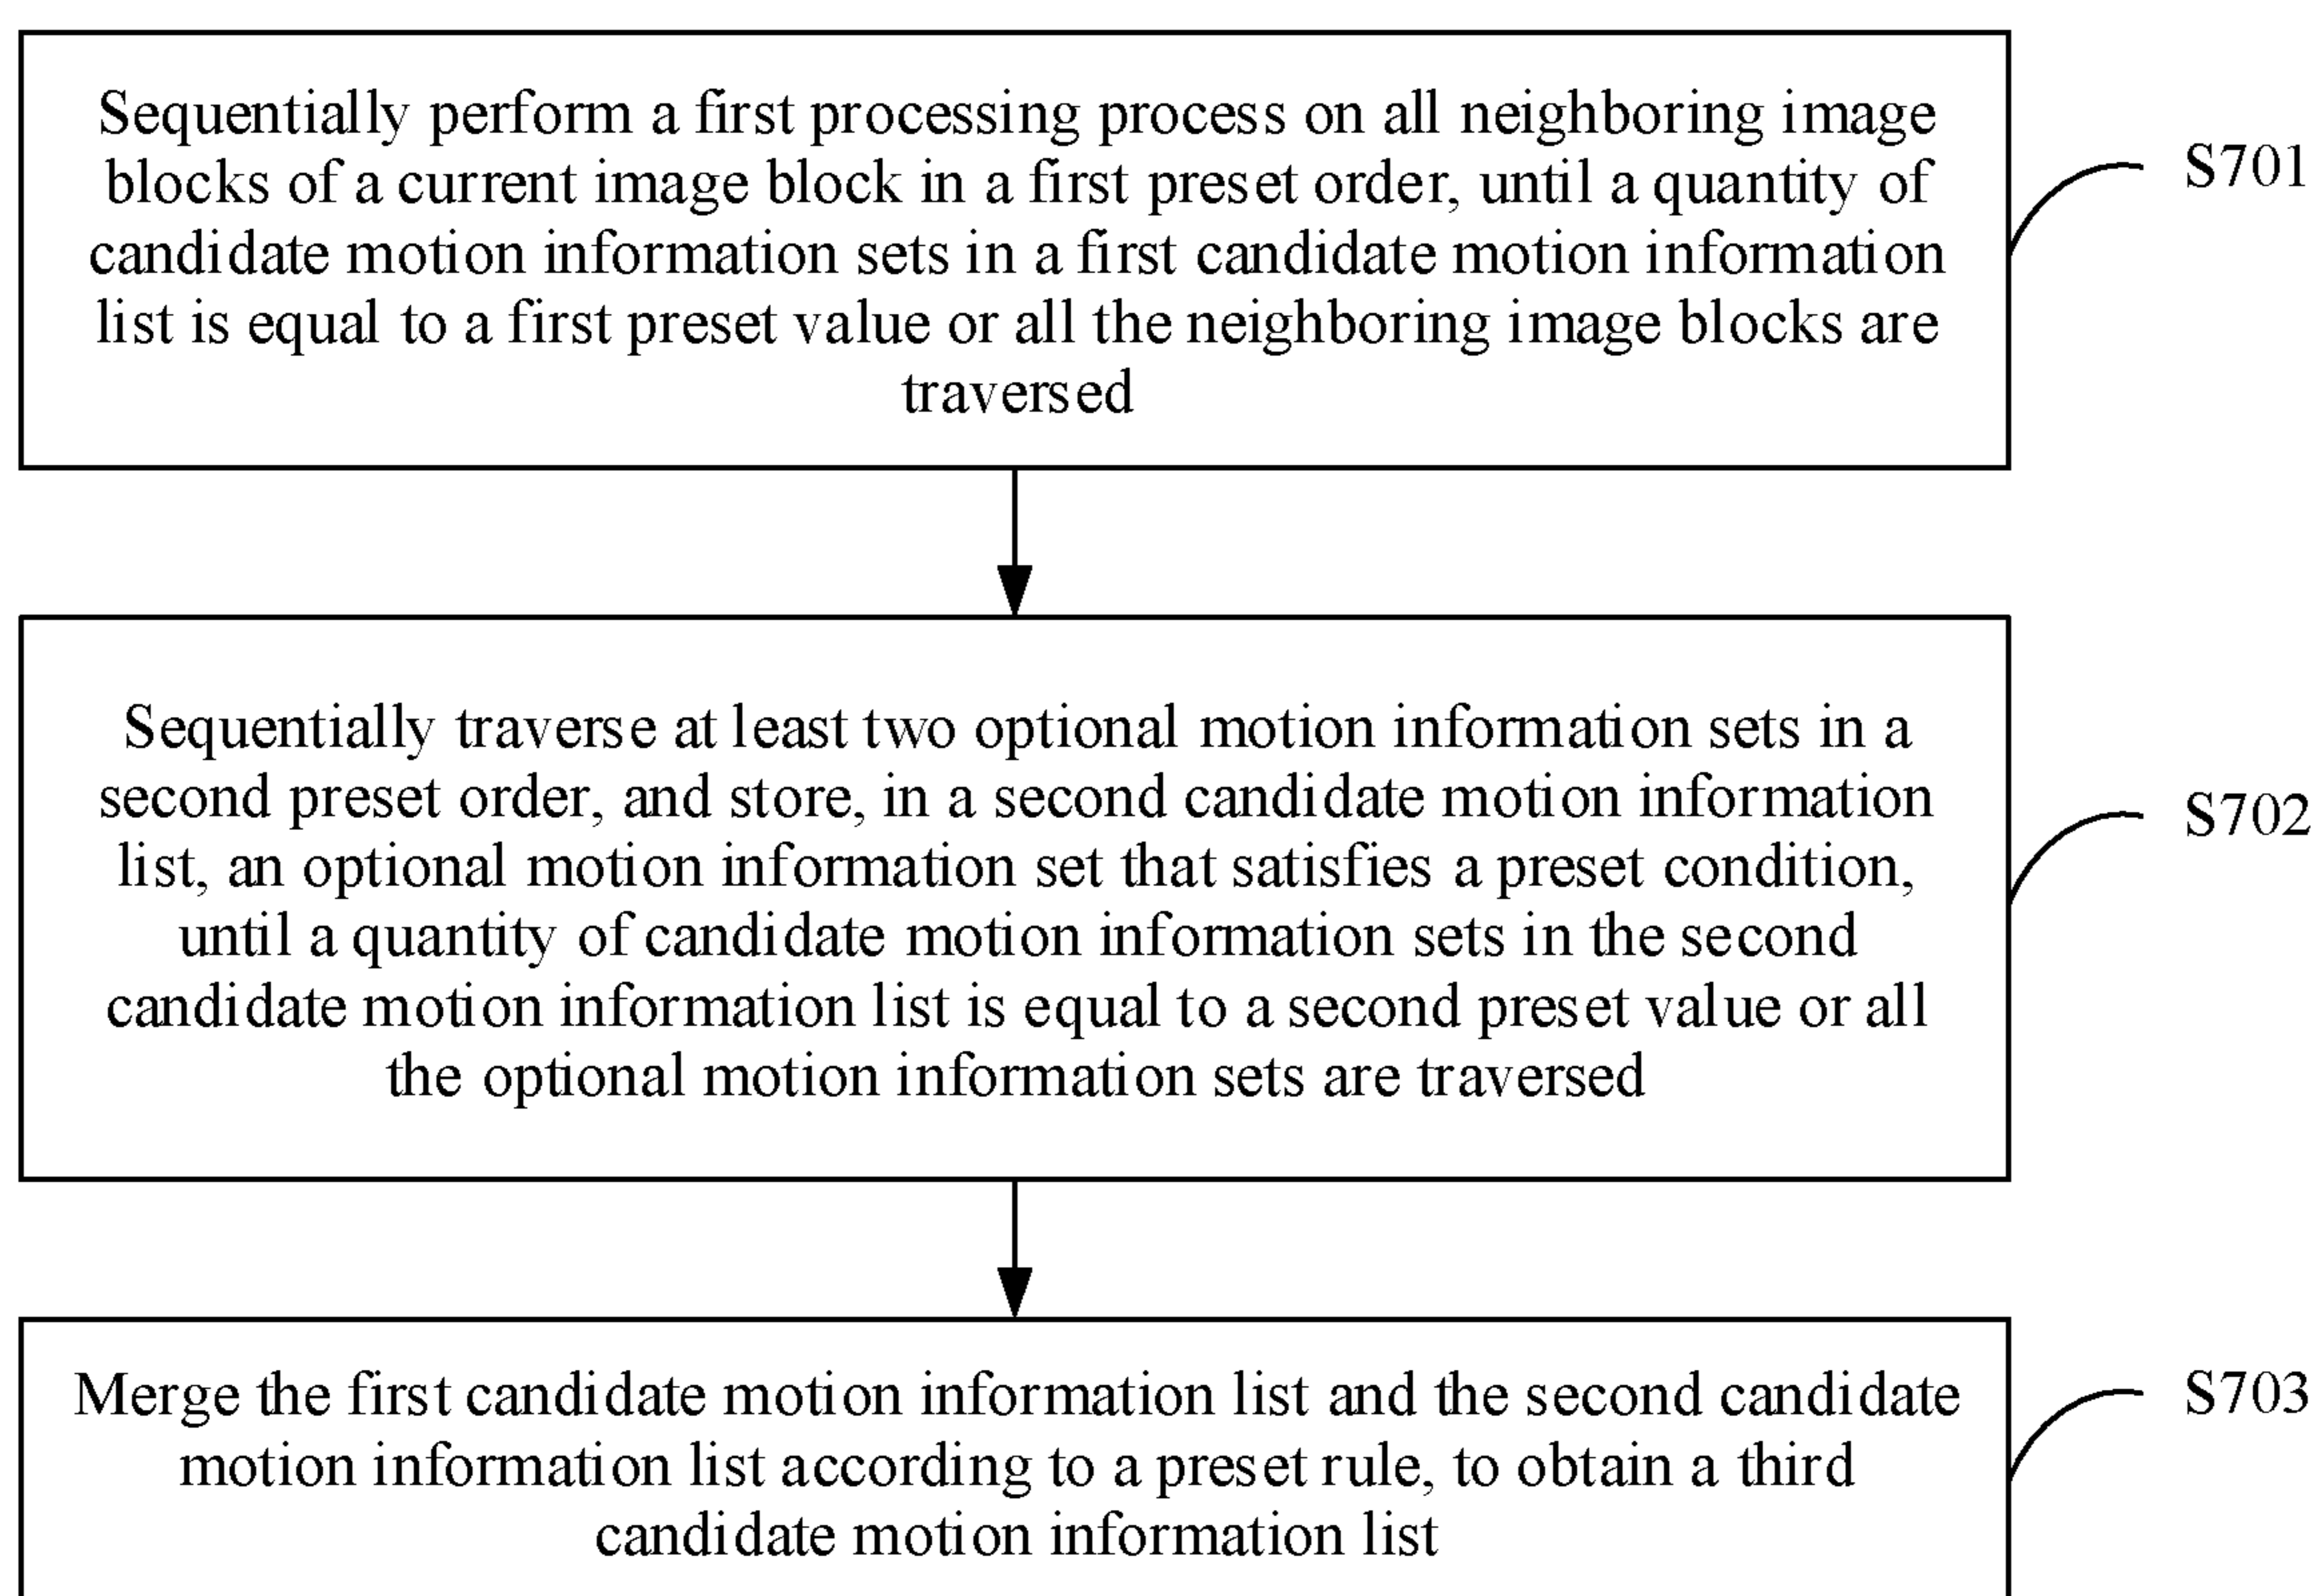 Sequentially perform a first processing process on all neighboring image
blocks of a current image block in a first preset order, until a quantity of
candidate motion information sets in a first candidate motion information
list is equal to a first preset value or all the neighboring image blocks are
traversed
S701
Sequentially traverse at least two optional motion information sets in a
second preset order, and store, in a second candidate motion information
list, an optional motion information set that satisfies a preset condition,
until a quantity of candidate motion information sets in the second
candidate motion information list is equal to a second preset value or all
the optional motion information sets are traversed
S702
Merge the first candidate motion information list and the second candidate
motion information list according to a preset rule, to obtain a third
candidate motion information list
S703